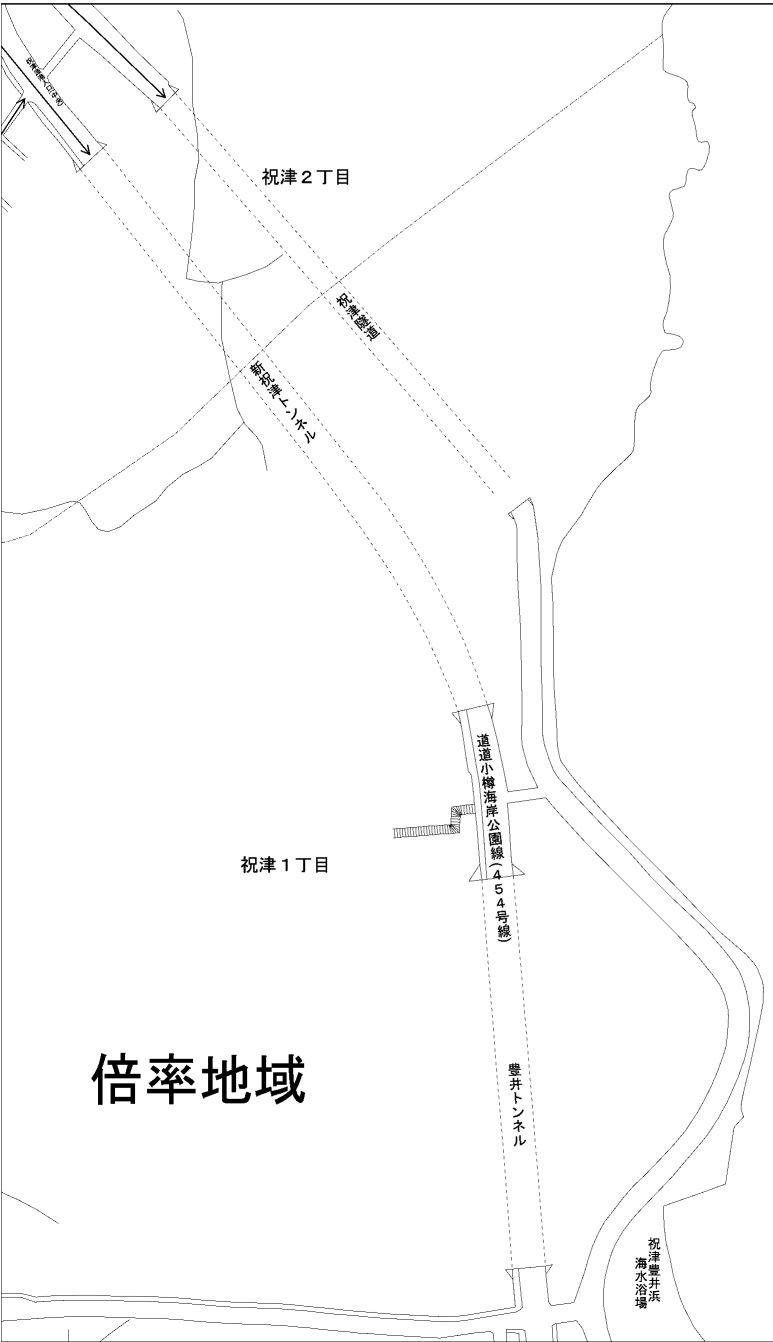 祝津２丁目
祝津隧道
新祝津トンネル
道道小樽海岸公園線(４５４号線)
祝津１丁目
倍率地域
豊井トンネル
祝津豊井浜
海水浴場